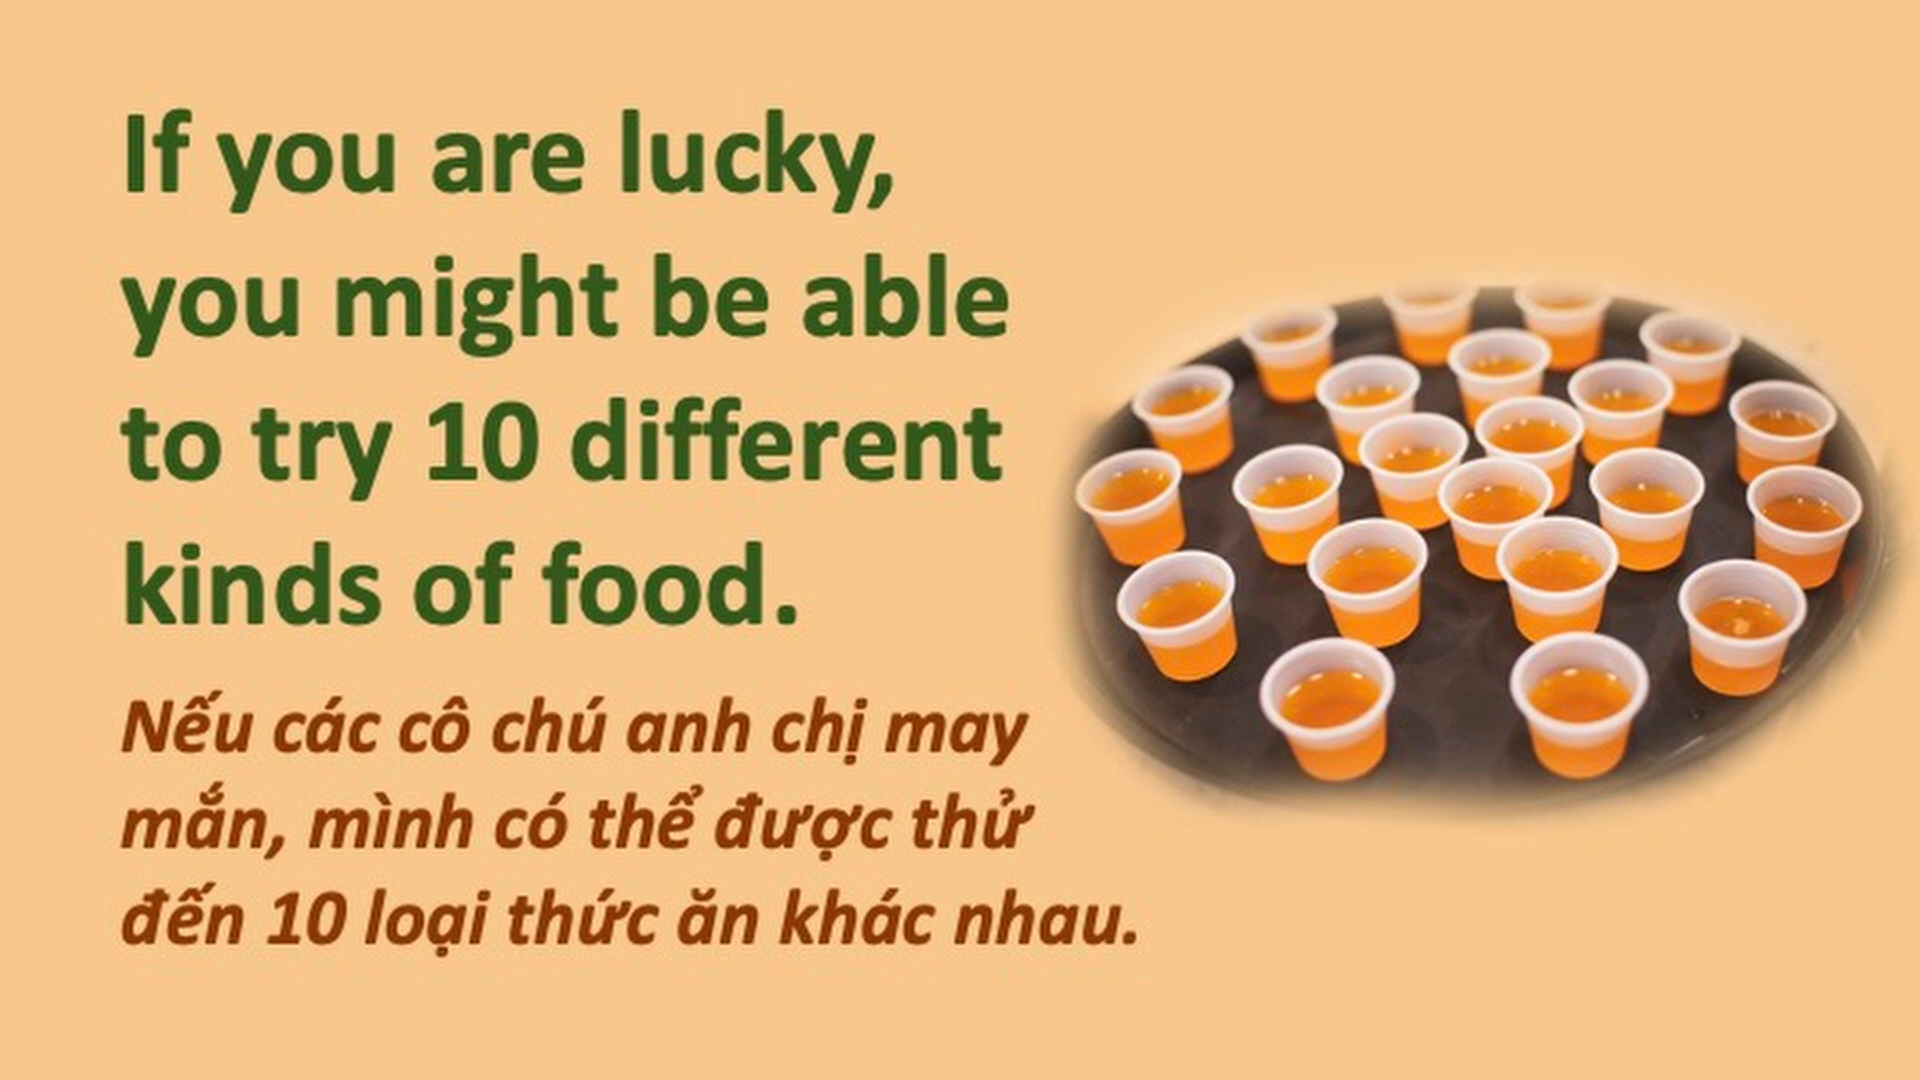 If you are lucky,
you might be able
to try 10 different
kinds of food.
Nếu các cô chú anh chị may
mắn, mình có thể được thử
đến 10 loại thức ăn khác nhau.